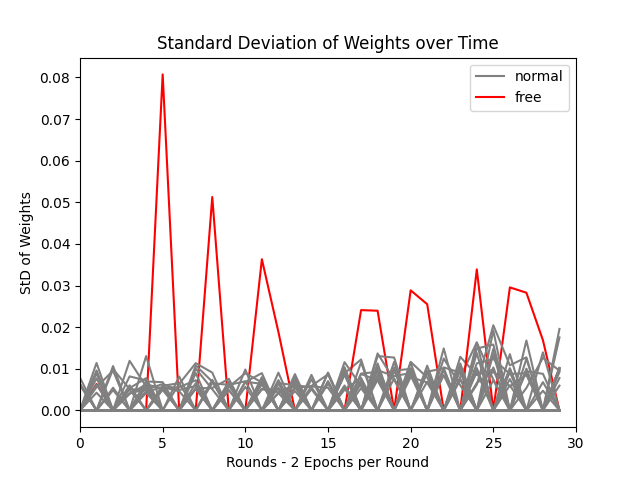 Standard Deviation of Weights over Time
normal
free
StD of Weights
0.08
0.07
0.06
0.05
0.04
0.03
0.02
0.01
0.00
0 5 10 15 20 25 30
Rounds - 2 Epochs per Round